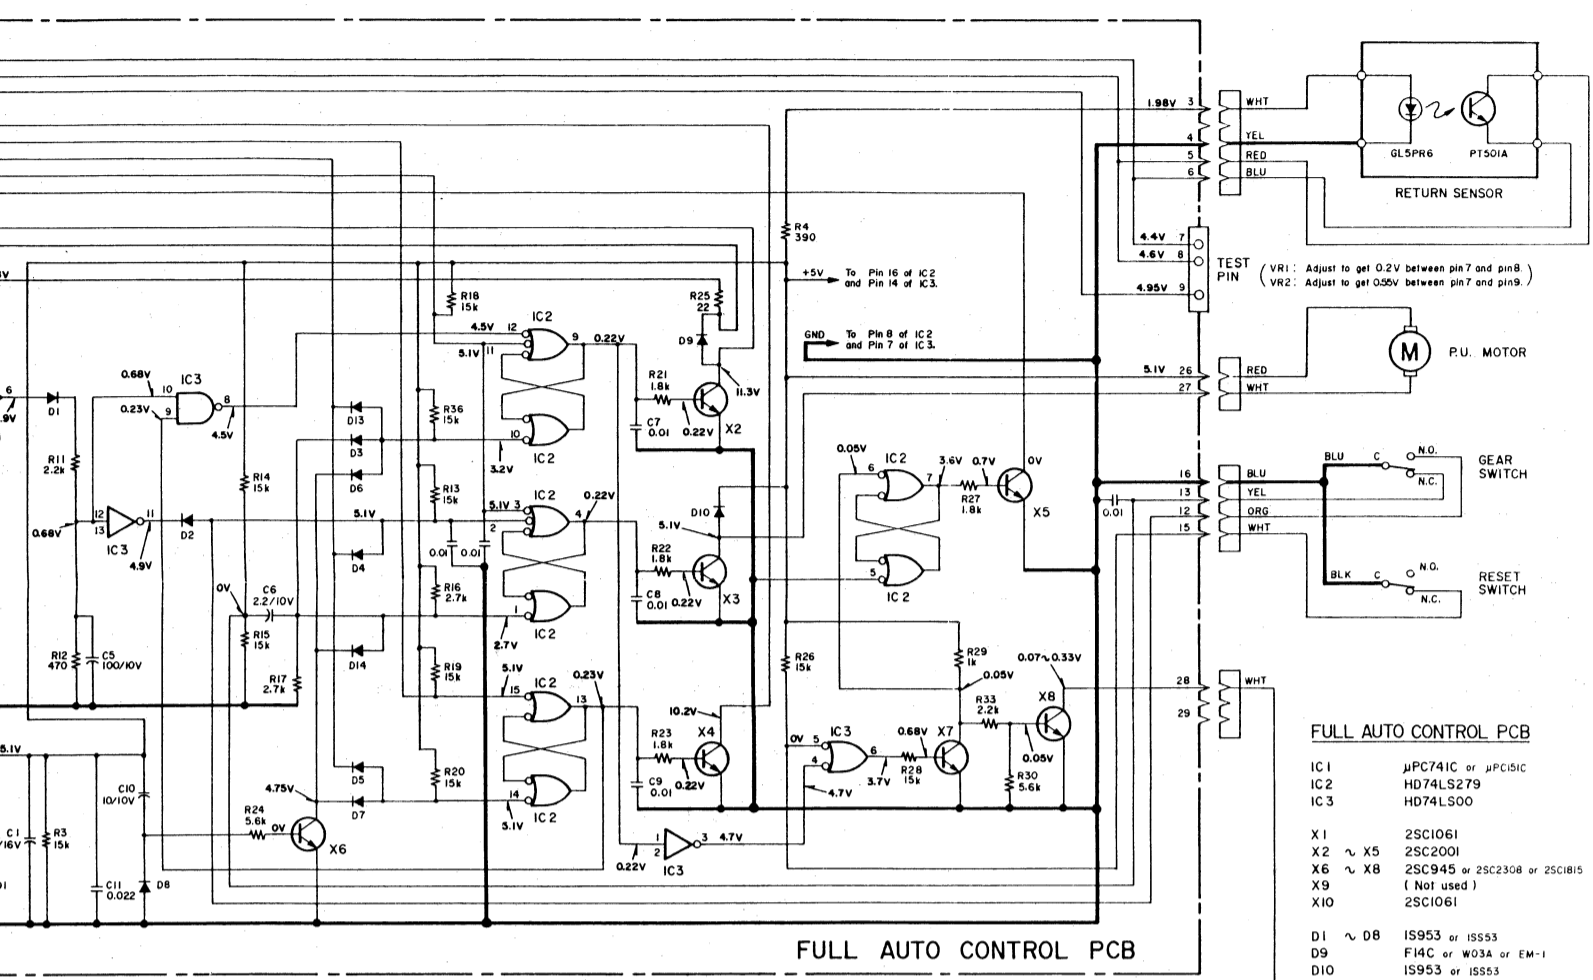 1.98V 3 WHT
4 YEL
5 RED
6 BLU
GL5PR6 PT501A
RETURN SENSOR
R4
390
4.4V 7
4.6V 8
4.95V 9
TEST
PIN
VR1: Adjust to get 0.2V between pin7 and pin8.
VR2: Adjust to get 0.55V between pin7 and pin9.
+5V To Pin 16 of IC2
and Pin 14 of IC3.
GND To Pin 8 of IC2
and Pin 7 of IC3.
5.1V 26 RED
27 WHT
M
P.U. MOTOR
R18
15k
IC2
4.5V 12
5.1V 11
9 0.22V
R25
22
D9
11.3V
R21
1.8k
C7
0.01
0.22V
X2
6
D1
0.68V
0.23V
10
9
IC3
8
4.5V
D13
D3
D6
R36
15k
10
3.2V
IC2
R11
2.2k
R14
15k
R13
15k
0.68V
12
13
11
IC3
4.9V
D2
5.1V
D4
IC2
5.1V 3
2
4
0.22V
0.01
0.01
D10
5.1V
R22
1.8k
C8
0.01
0.22V
X3
0V
C6
2.2/10V
R16
2.7k
1
2.7V
IC2
0.05V
6
IC2
7
3.6V
0.7V
R27
1.8k
0V
X5
5
IC2
BLU
C
N.O.
N.C.
GEAR
SWITCH
16 BLU
13 YEL
12 ORG
15 WHT
0.01
BLK
C
N.O.
N.C.
RESET
SWITCH
R12
470
C5
100/10V
R15
15k
R17
2.7k
D14
R19
15k
5.1V
15
IC2
0.23V
13
10.2V
X4
R23
1.8k
C9
0.01
0.22V
R26
15k
R29
1k
0.05V
0.07~0.33V
R33
2.2k
X8
28 WHT
29
0V 5
4
IC3
6
3.7V
4.7V
0.68V
R28
15k
X7
0.05V
R30
5.6k
5.1V
C10
10/10V
4.75V
D5
D7
R20
15k
14
5.1V
IC2
C1
/16V
R3
15k
R24
5.6k
0V
X6
1
2
0.22V
IC3
3 4.7V
C11
0.022
D8
FULL AUTO CONTROL PCB
FULL AUTO CONTROL PCB
IC1 μPC741C or μPC151C
IC2 HD74LS279
IC3 HD74LS00
X1 2SC1061
X2 ~ X5 2SC2001
X6 ~ X8 2SC945 or 2SC2308 or 2SC1815
X9 ( Not used )
X10 2SC1061
D1 ~ D8 IS953 or ISS53
D9 F14C or W03A or EM-1
D10 IS953 or ISS53